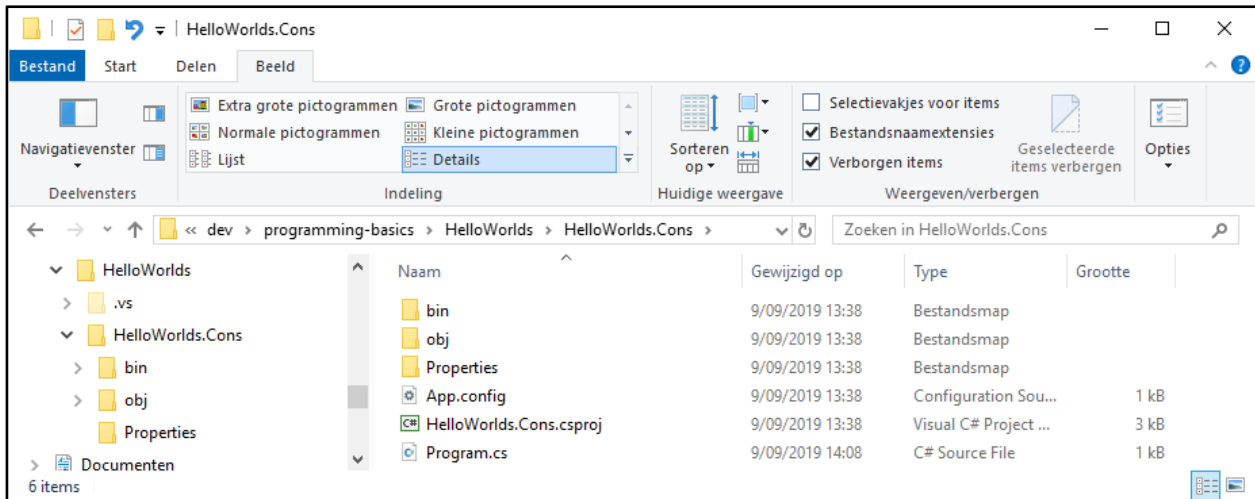 HelloWorlds.Cons
Bestand Start Delen Beeld
Navigatievenster
Deelvensters
Extra grote pictogrammen Grote pictogrammen
Normale pictogrammen Kleine pictogrammen
Lijst Details
Indeling
Sorteren op
Huidige weergave
Selectievakjes voor items
Bestandsnaamextensies
Verborgen items
Geselecteerde
items verbergen
Weergeven/verbergen
Opties
« dev > programming-basics > HelloWorlds > HelloWorlds.Cons >
Zoeken in HelloWorlds.Cons
HelloWorlds
.vs
HelloWorlds.Cons
bin
obj
Properties
Documenten
Naam Gewijzigd op Type Grootte
bin 9/09/2019 13:38 Bestandsmap
obj 9/09/2019 13:38 Bestandsmap
Properties 9/09/2019 13:38 Bestandsmap
App.config 9/09/2019 13:38 Configuration Sou... 1 kB
C# HelloWorlds.Cons.csproj 9/09/2019 13:38 Visual C# Project ... 3 kB
Program.cs 9/09/2019 14:08 C# Source File 1 kB
6 items